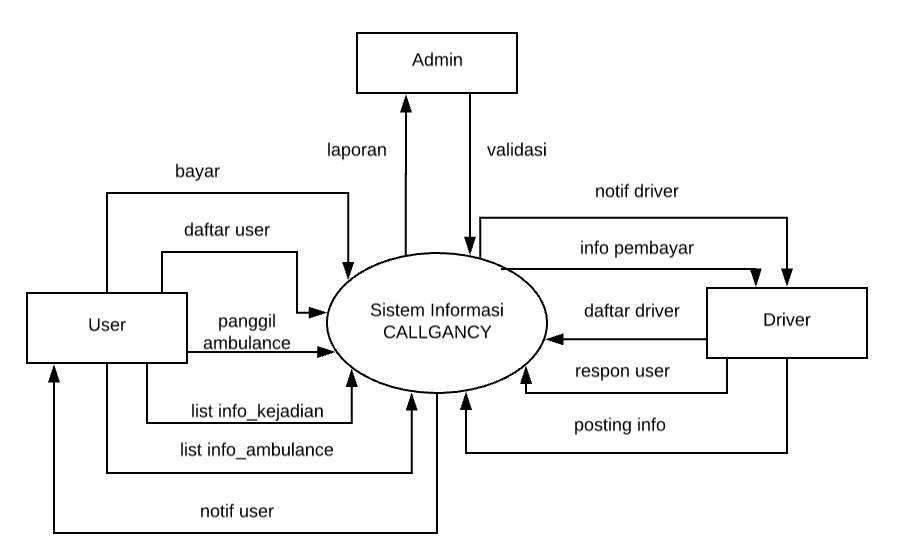 Admin
laporan
validasi
bayar
notif driver
daftar user
info pembayar
Sistem Informasi
CALLGANCY
daftar driver
Driver
User
panggil
ambulance
respon user
list info_kejadian
posting info
list info_ambulance
notif user